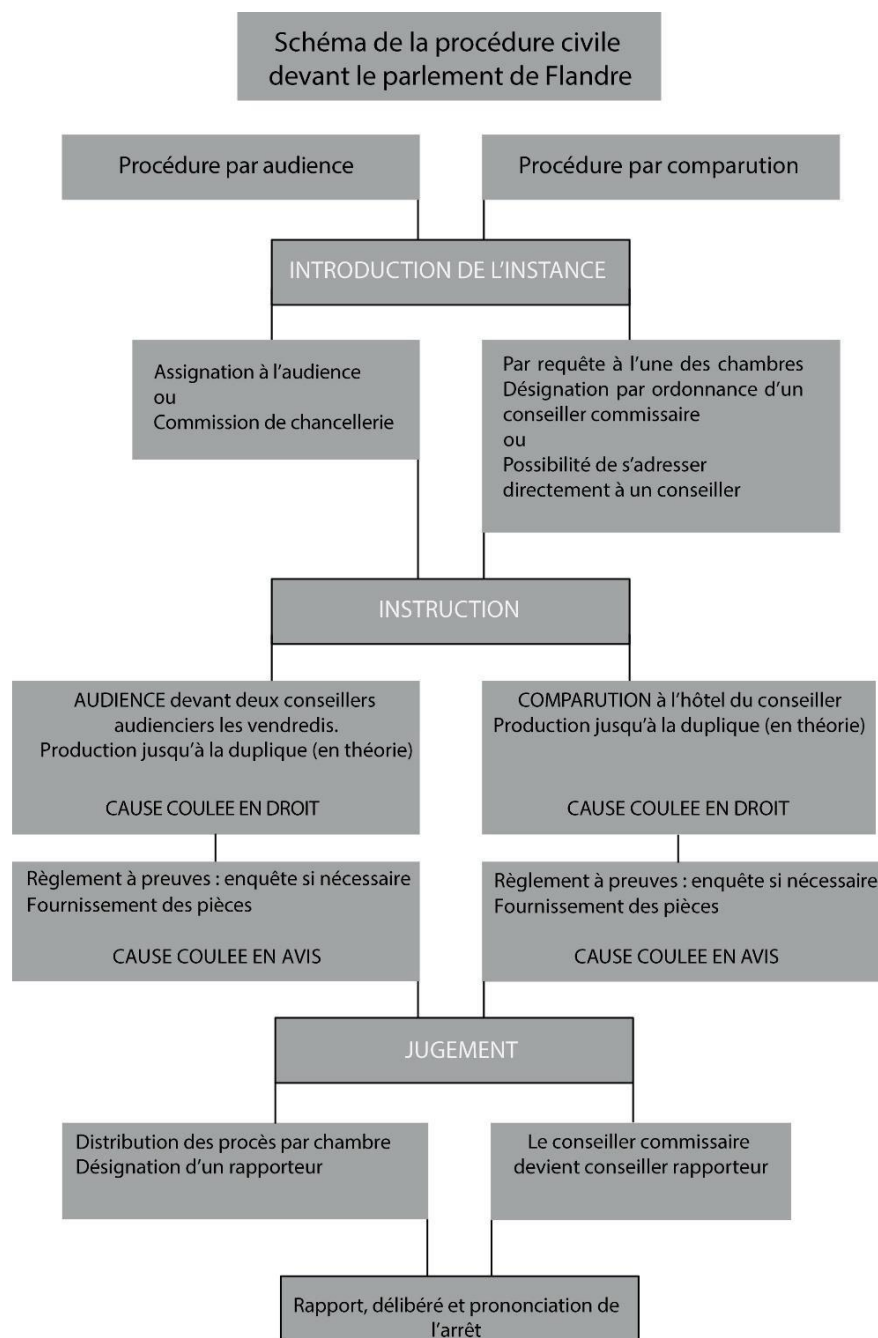 Schéma de la procédure civile
devant le parlement de Flandre
Procédure par audience
Procédure par comparution
INTRODUCTION DE L'INSTANCE
Assignation à l'audience
ou
Commission de chancellerie
Par requête à l'une des chambres
Désignation par ordonnance d'un
conseiller commissaire
ou
Possibilité de s'adresser
directement à un conseiller
INSTRUCTION
AUDIENCE devant deux conseillers
audienciers les vendredis.
Production jusqu'à la duplique (en théorie)
CAUSE COULEE EN DROIT
COMPARUTION à l'hôtel du conseiller
Production jusqu'à la duplique (en théorie)
CAUSE COULEE EN DROIT
Règlement à preuves : enquête si nécessaire
Fournissement des pièces
CAUSE COULEE EN AVIS
Règlement à preuves : enquête si nécessaire
Fournissement des pièces
CAUSE COULEE EN AVIS
JUGEMENT
Distribution des procès par chambre
Désignation d'un rapporteur
Le conseiller commissaire
devient conseiller rapporteur
Rapport, délibéré et prononciation de
l'arrêt